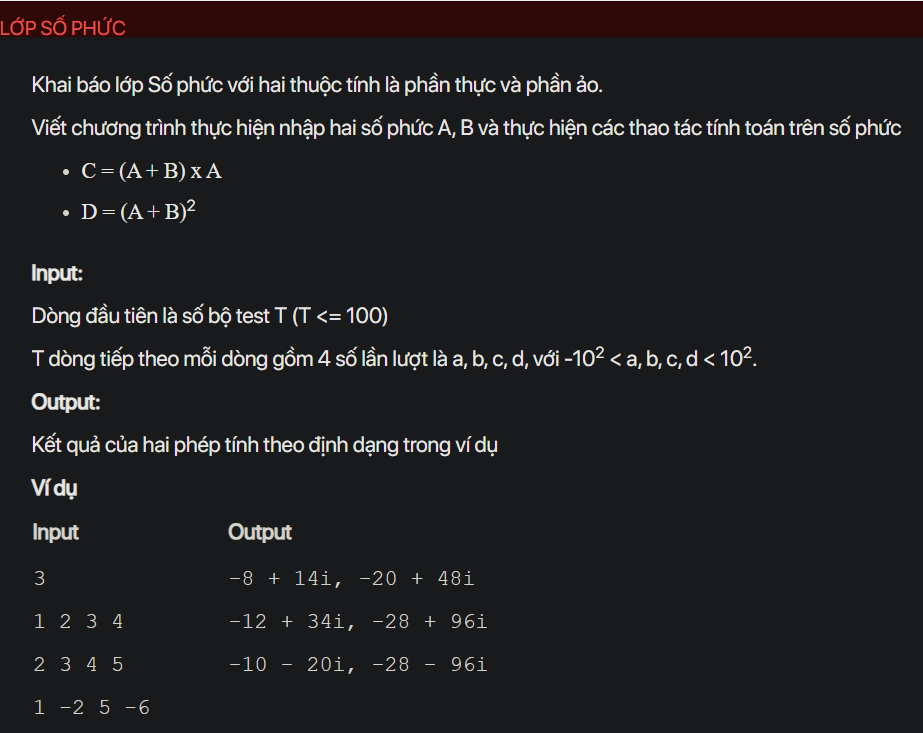 LỚP SỐ PHỨC
Khai báo lớp Số phức với hai thuộc tính là phần thực và phần ảo.
Viết chương trình thực hiện nhập hai số phức A, B và thực hiện các thao tác tính toán trên số phức
• C = (A + B) x A
• D = (A + B)²
Input:
Dòng đầu tiên là số bộ test T (T <= 100)
T dòng tiếp theo mỗi dòng gồm 4 số lần lượt là a, b, c, d, với -10² < a, b, c, d < 10².
Output:
Kết quả của hai phép tính theo định dạng trong ví dụ
Ví dụ
Input Output
3 -8 + 14i, -20 + 48i
1 2 3 4 -12 + 34i, -28 + 96i
2 3 4 5 -10 - 20i, -28 - 96i
1 -2 5 -6